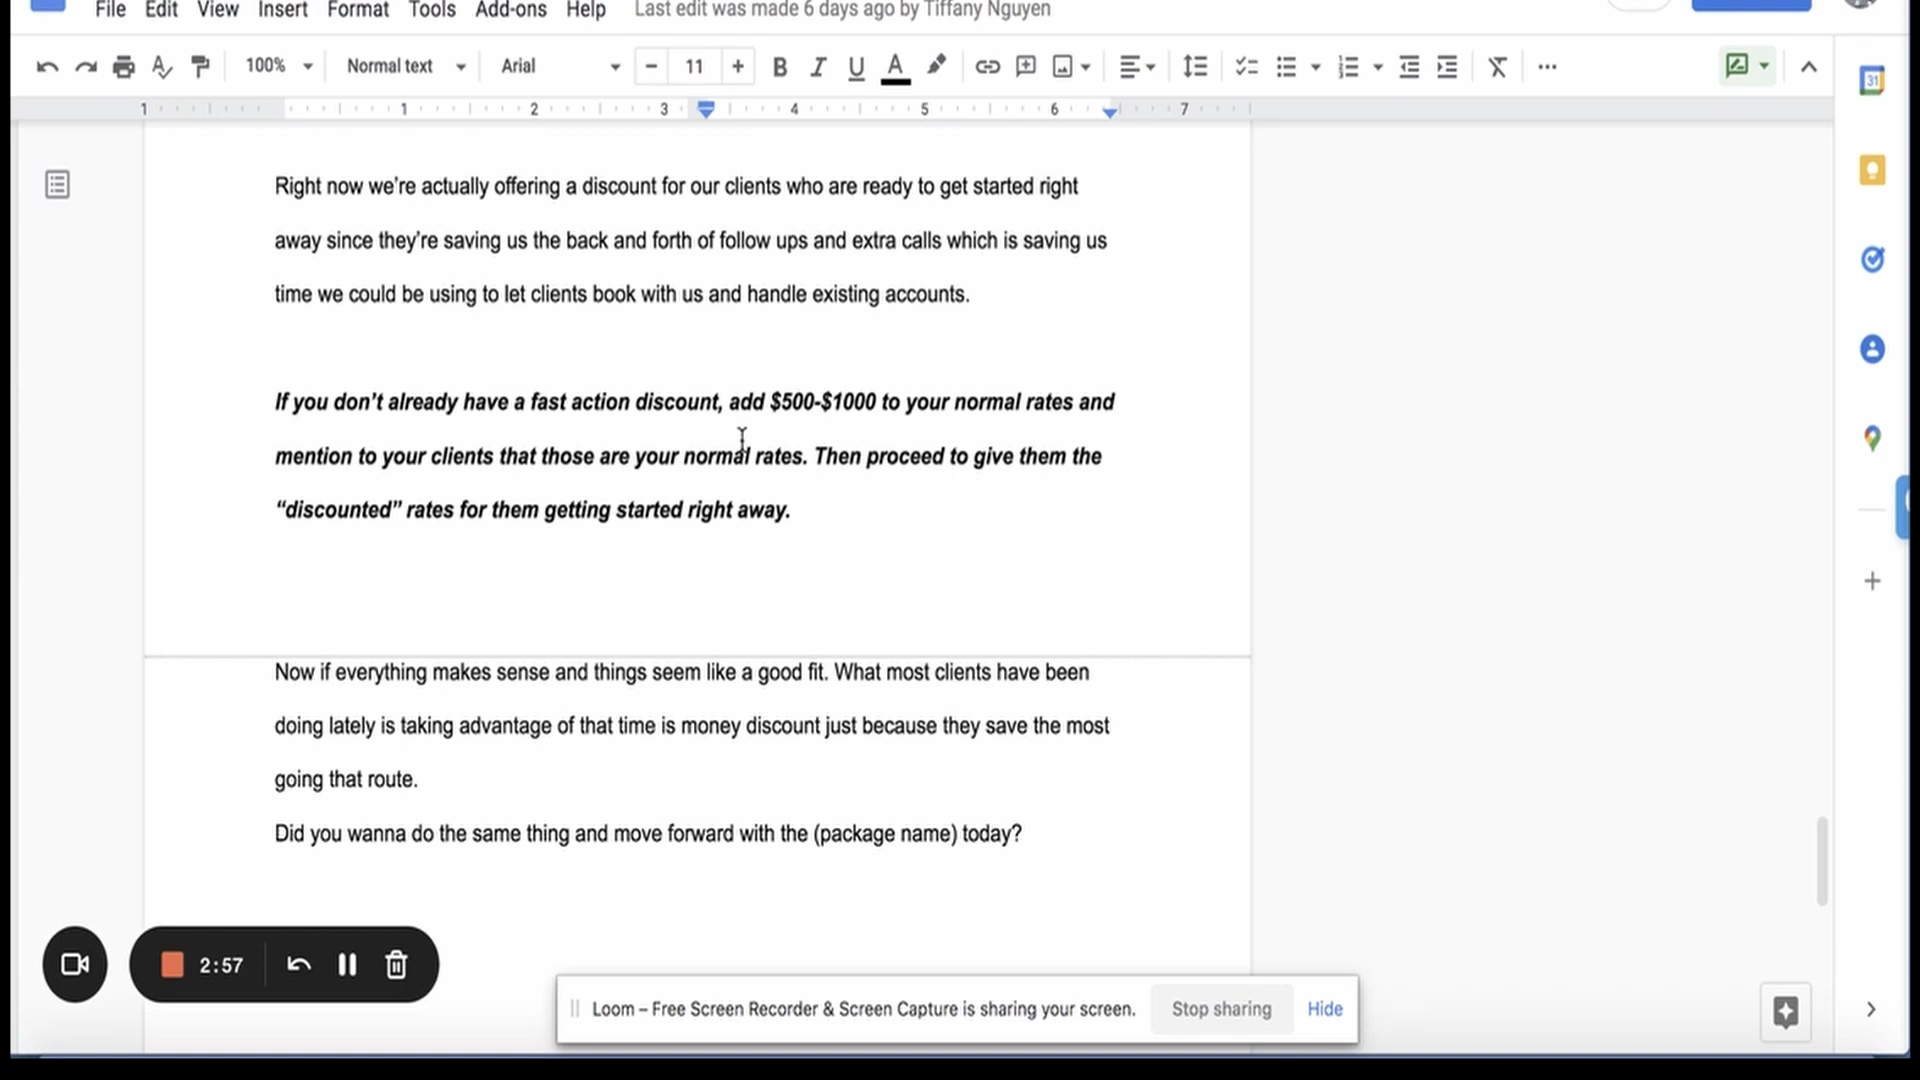 File Edit View Insert Format Tools Add-ons Help Last edit was made 6 days ago by Tiffany Nguyen
100% Normal text Arial 11
1 1 2 3 4 5 6 7
31
Right now we’re actually offering a discount for our clients who are ready to get started right
away since they’re saving us the back and forth of follow ups and extra calls which is saving us
time we could be using to let clients book with us and handle existing accounts.
If you don’t already have a fast action discount, add $500-$1000 to your normal rates and
mention to your clients that those are your normal rates. Then proceed to give them the
“discounted” rates for them getting started right away.
Now if everything makes sense and things seem like a good fit. What most clients have been
doing lately is taking advantage of that time is money discount just because they save the most
going that route.
Did you wanna do the same thing and move forward with the (package name) today?
2:57
Loom – Free Screen Recorder & Screen Capture is sharing your screen. Stop sharing Hide